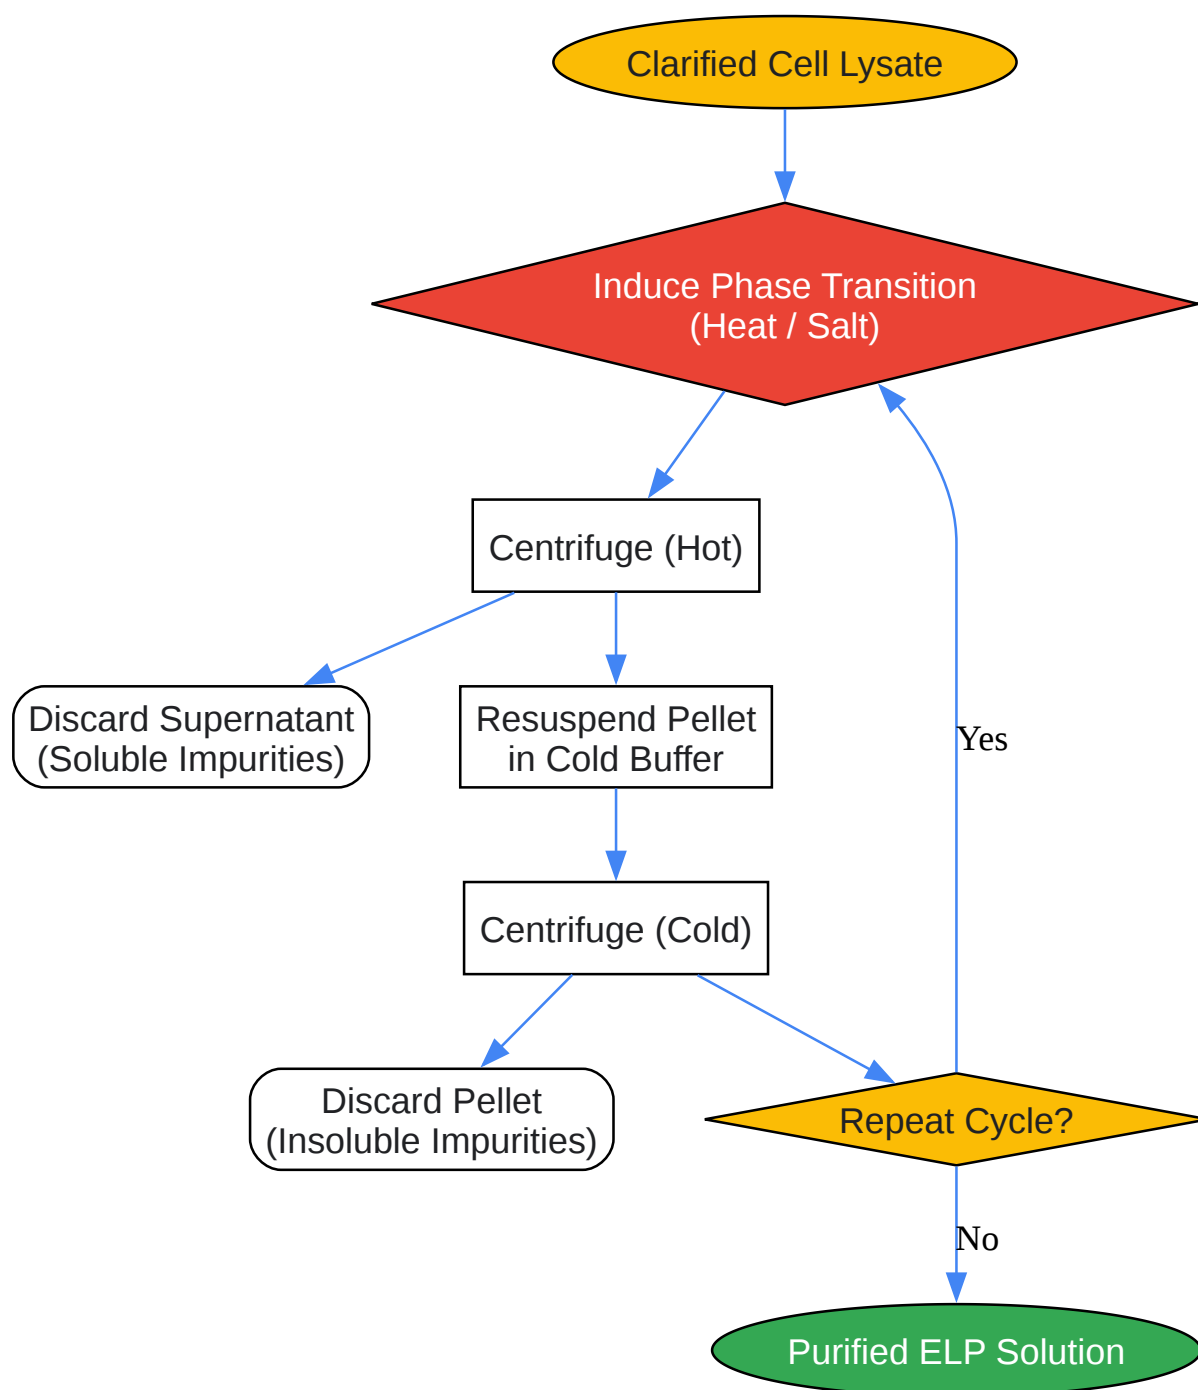 Clarified Cell Lysate
Induce Phase Transition
(Heat / Salt)
Centrifuge (Hot)
Discard Supernatant
(Soluble Impurities)
Resuspend Pellet
in Cold Buffer
Yes
Centrifuge (Cold)
Discard Pellet
(Insoluble Impurities)
Repeat Cycle?
No
Purified ELP Solution